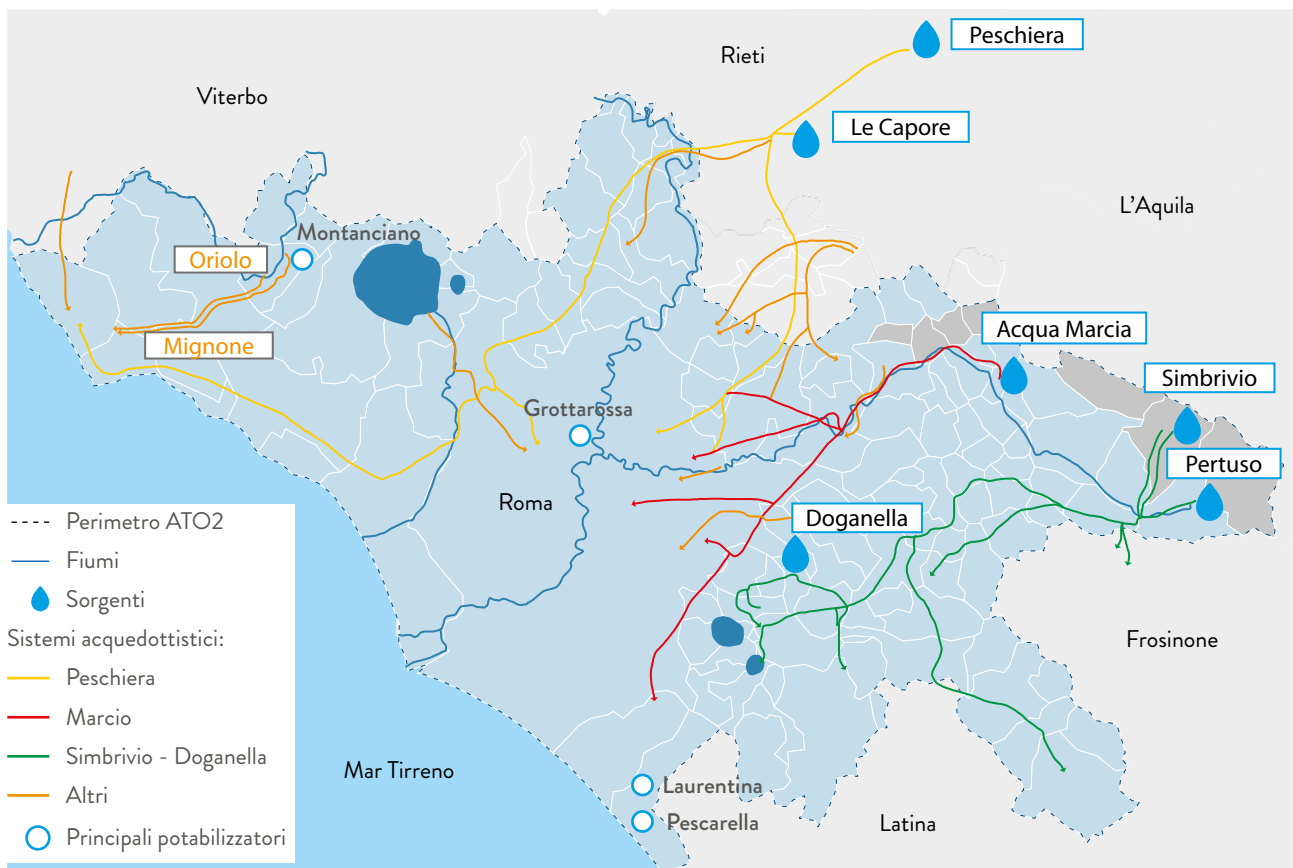 Peschiera
Rieti
Viterbo
Le Capore
L'Aquila
Montanciano
Oriolo
Acqua Marcia
Mignone
Simbrivio
Grottarossa
Pertuso
Roma
Doganella
Perimetro ATO2
Fiumi
Sorgenti
Sistemi acquedottistici:
Peschiera
Marcio
Simbrivio - Doganella
Altri
Principali potabilizzatori
Frosinone
Mar Tirreno
Laurentina
Pescarella
Latina